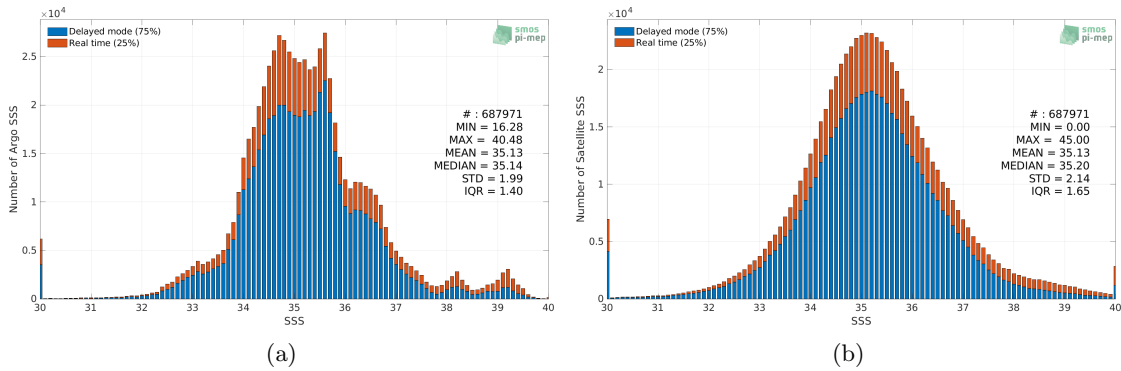 ×10⁴
Delayed mode (75%)
Real time (25%)
smos
pi-mep
2.5
2
1.5
1
0.5
0
Number of Argo SSS
# : 687971
MIN = 16.28
MAX = 40.48
MEAN = 35.13
MEDIAN = 35.14
STD = 1.99
IQR = 1.40
30 31 32 33 34 35 36 37 38 39 40
SSS
(a)
×10⁴
Delayed mode (75%)
Real time (25%)
smos
pi-mep
2
1.5
1
0.5
0
Number of Satellite SSS
# : 687971
MIN = 0.00
MAX = 45.00
MEAN = 35.13
MEDIAN = 35.20
STD = 2.14
IQR = 1.65
30 31 32 33 34 35 36 37 38 39 40
SSS
(b)